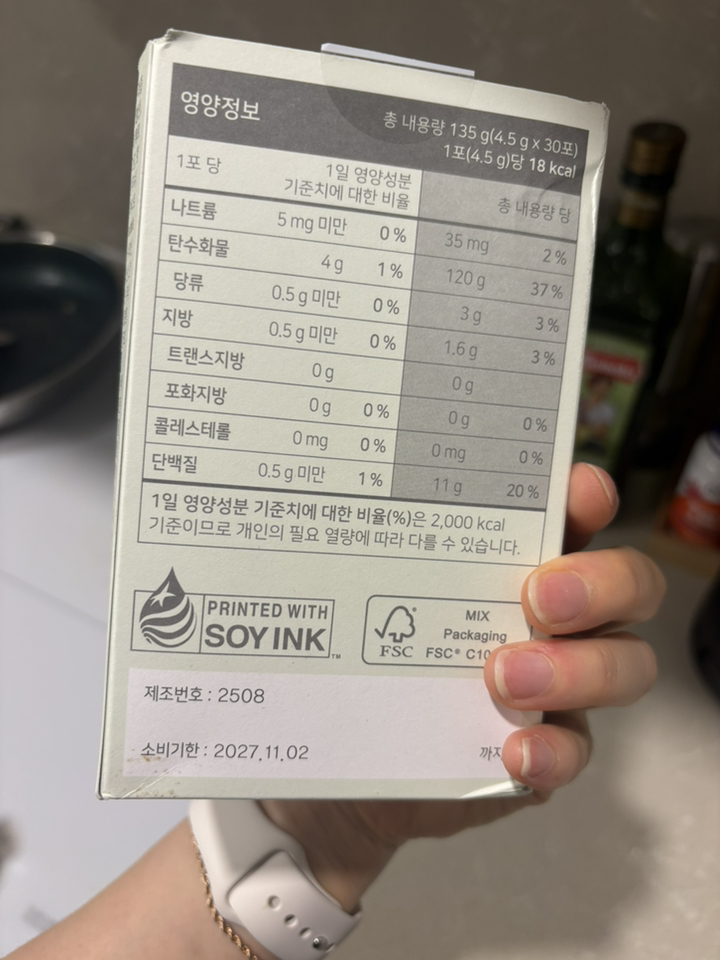 영양정보
총 내용량 135 g(4.5 g x 30포)
1포(4.5 g)당 18 kcal
1포 당 1일 영양성분 기준치에 대한 비율 총 내용량 당
나트륨 5 mg 미만 0 % 35 mg 2 %
탄수화물 4 g 1 % 120 g 37 %
당류 0.5 g 미만 0 % 3 g 3 %
지방 0.5 g 미만 0 % 1.6 g 3 %
트랜스지방 0 g 0 g
포화지방 0 g 0 % 0 g 0 %
콜레스테롤 0 mg 0 % 0 mg 0 %
단백질 0.5 g 미만 1 % 11 g 20 %
1일 영양성분 기준치에 대한 비율(%)은 2,000 kcal
기준이므로 개인의 필요 열량에 따라 다를 수 있습니다.
PRINTED WITH
SOY INK™
MIX
Packaging
FSC FSC® C10
제조번호 : 2508
소비기한 : 2027.11.02 까지